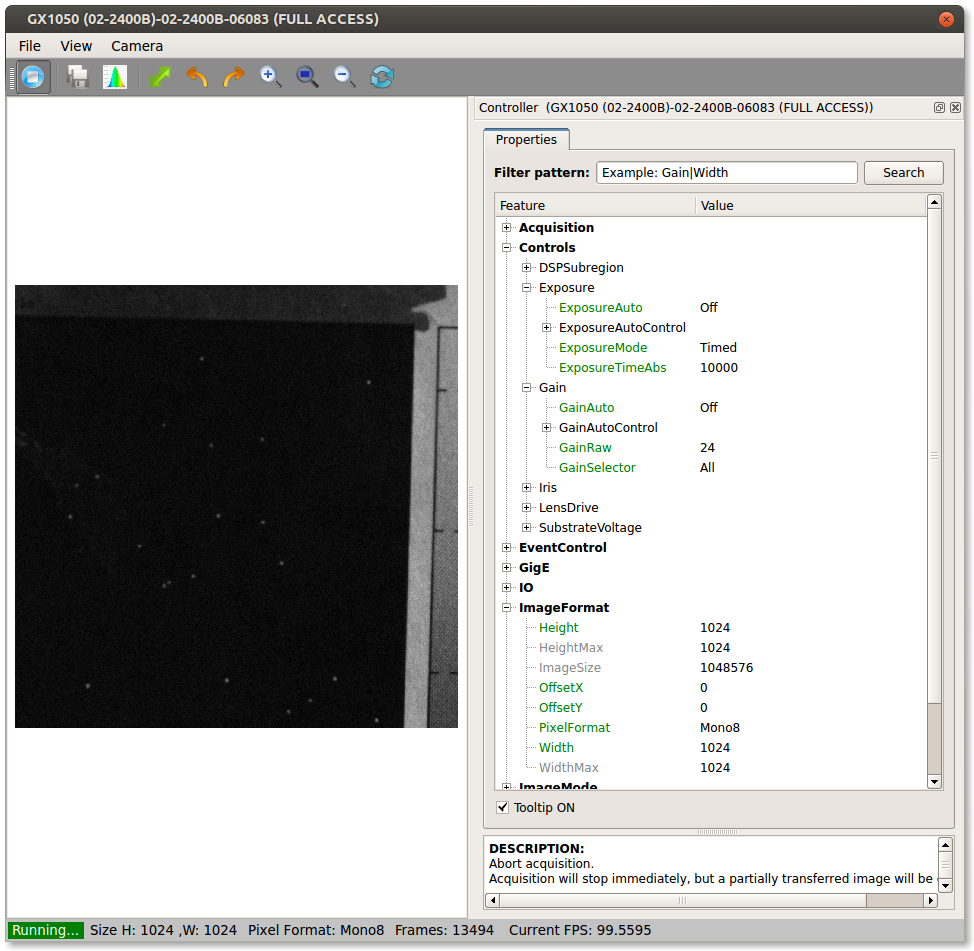 GX1050 (02-2400B)-02-2400B-06083 (FULL ACCESS)
File View Camera
Controller (GX1050 (02-2400B)-02-2400B-06083 (FULL ACCESS))
Properties
Filter pattern: Example: Gain|Width Search
Feature Value
Acquisition
Controls
DSPSubregion
Exposure
ExposureAuto Off
ExposureAutoControl
ExposureMode Timed
ExposureTimeAbs 10000
Gain
GainAuto Off
GainAutoControl
GainRaw 24
GainSelector All
Iris
LensDrive
SubstrateVoltage
EventControl
GigE
IO
ImageFormat
Height 1024
HeightMax 1024
ImageSize 1048576
OffsetX 0
OffsetY 0
PixelFormat Mono8
Width 1024
WidthMax 1024
ImageMode
Tooltip ON
DESCRIPTION:
Abort acquisition.
Acquisition will stop immediately, but a partially transferred image will be
Running... Size H: 1024 ,W: 1024 Pixel Format: Mono8 Frames: 13494 Current FPS: 99.5595